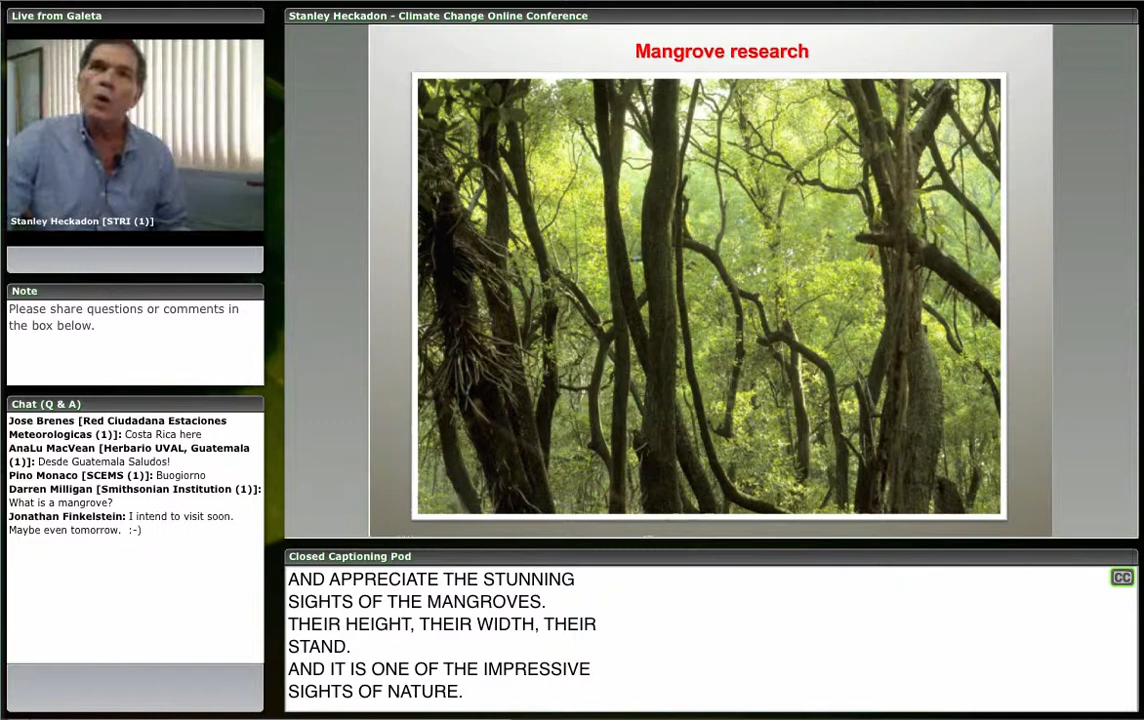 Live from Galeta
Stanley Heckadon [STRI (1)]
Note
Please share questions or comments in
the box below.
Chat (Q & A)
Jose Brenes [Red Ciudadana Estaciones
Meteorologicas (1)]: Costa Rica here
AnaLu MacVean [Herbario UVAL, Guatemala
(1)]: Desde Guatemala Saludos!
Pino Monaco [SCEMS (1)]: Buogiorno
Darren Milligan [Smithsonian Institution (1)]:
What is a mangrove?
Jonathan Finkelstein: I intend to visit soon.
Maybe even tomorrow. :-)
Stanley Heckadon - Climate Change Online Conference
Mangrove research
Closed Captioning Pod
CC
AND APPRECIATE THE STUNNING
SIGHTS OF THE MANGROVES.
THEIR HEIGHT, THEIR WIDTH, THEIR
STAND.
AND IT IS ONE OF THE IMPRESSIVE
SIGHTS OF NATURE.